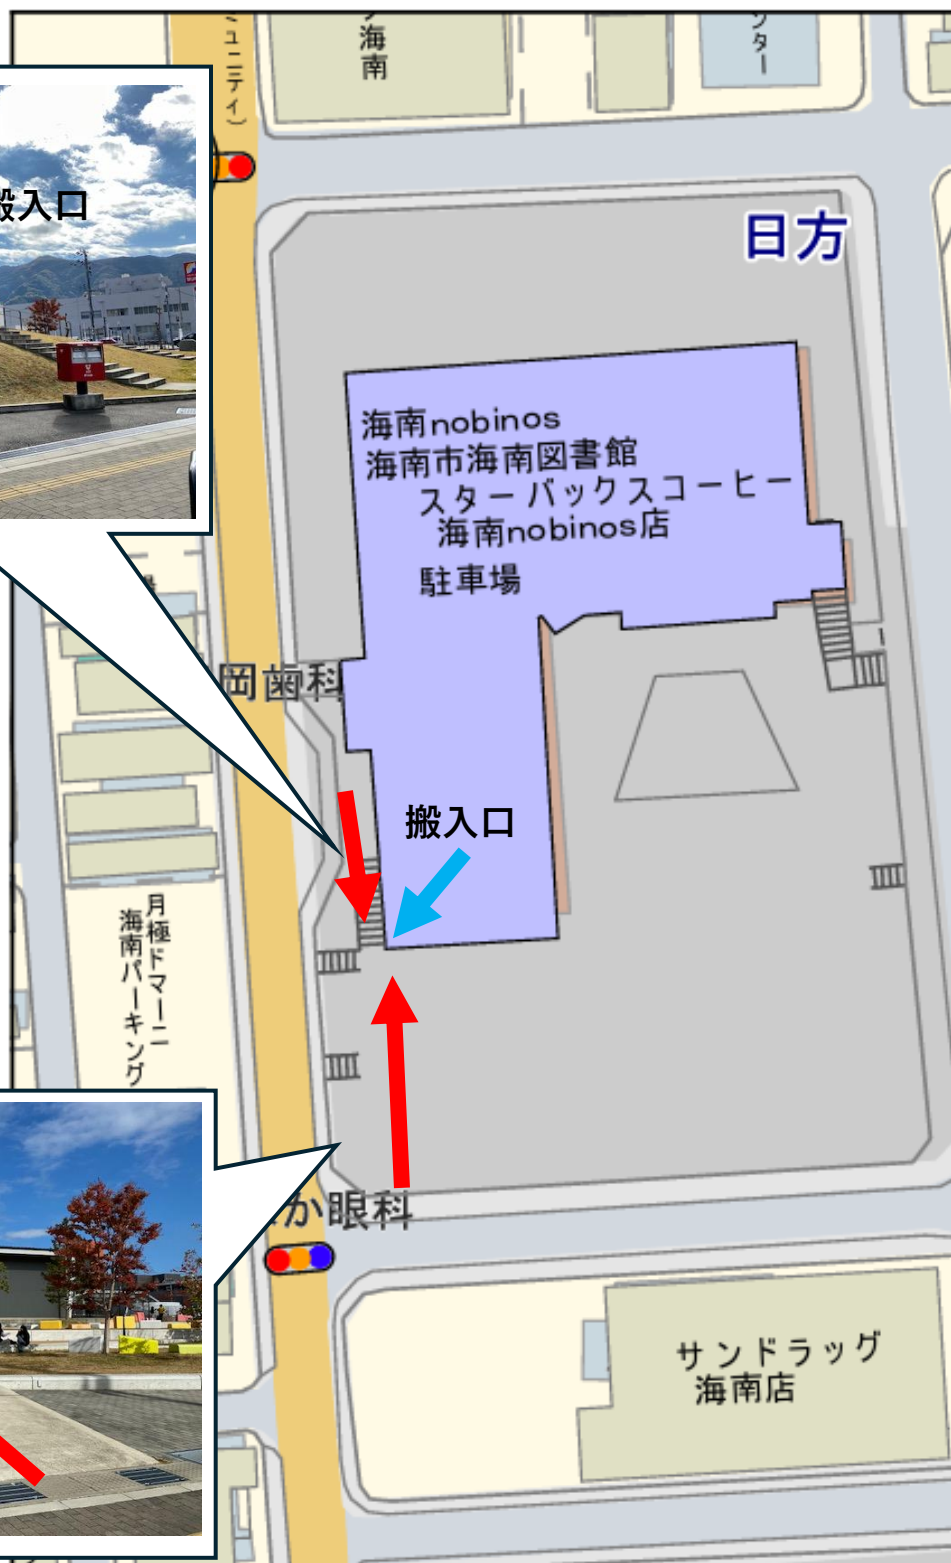 ュニティ)
海南
ンター
搬入口
日方
海南nobinos
海南市海南図書館
スターバックスコーヒー
海南nobinos店
駐車場
岡歯科
搬入口
月極ドマーニ
海南パーキング
か眼科
サンドラッグ
海南店